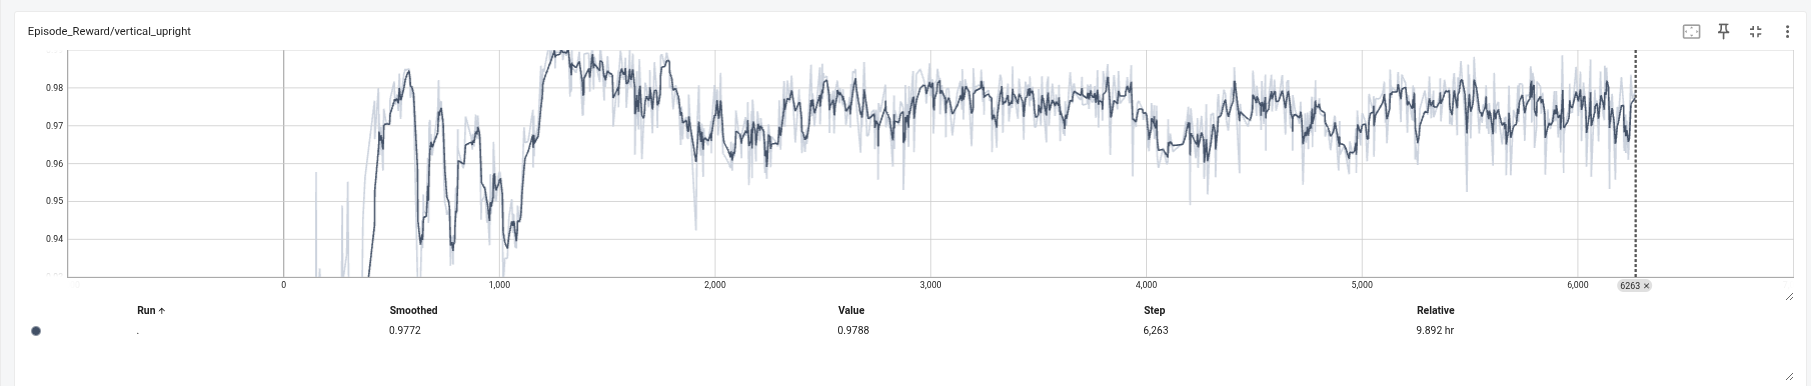 Episode_Reward/vertical_upright
0.98
0.97
0.96
0.95
0.94
0 1,000 2,000 3,000 4,000 5,000 6,000 6263 ×
Run ↑ Smoothed Value Step Relative
. 0.9772 0.9788 6,263 9.892 hr